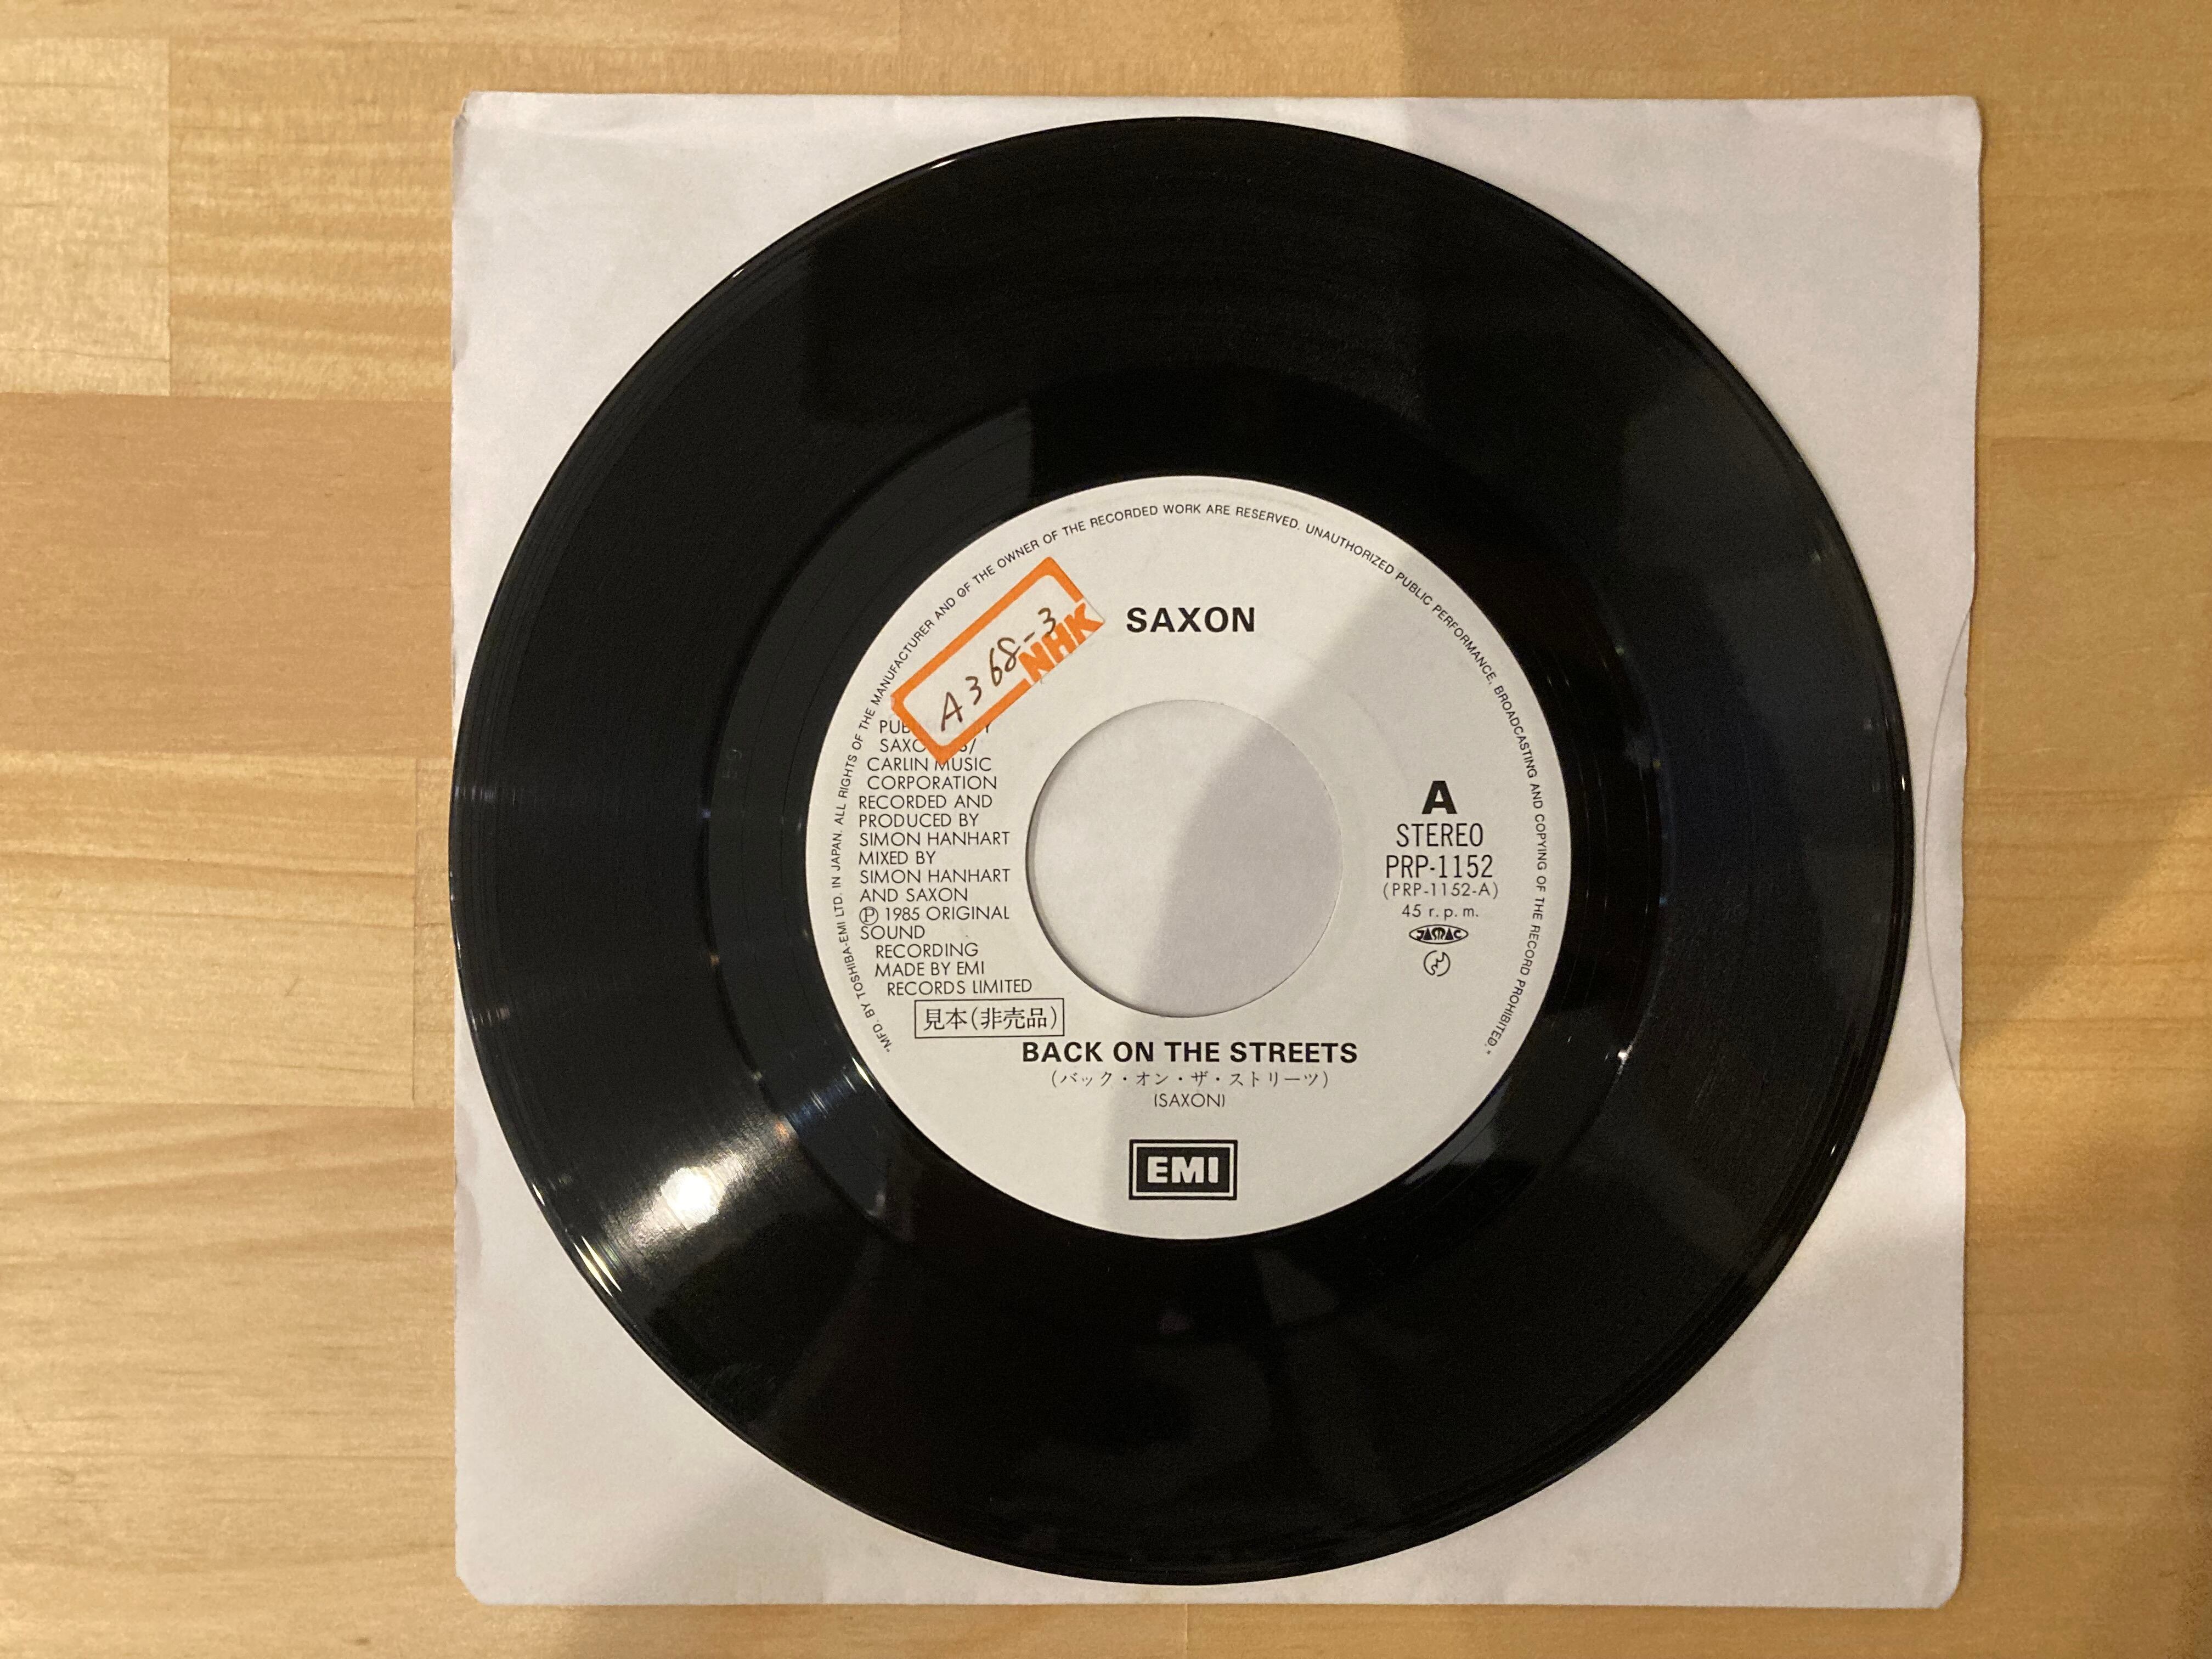 "MFD. BY TOSHIBA-EMI LTD. IN JAPAN. ALL RIGHTS OF THE MANUFACTURER AND OF THE OWNER OF THE RECORDED WORK ARE RESERVED. UNAUTHORIZED PUBLIC PERFORMANCE, BROADCASTING AND COPYING OF THE RECORD PROHIBITED."
SAXON
A368-3
NHK
CARLIN MUSIC
CORPORATION
RECORDED AND
PRODUCED BY
SIMON HANHART
MIXED BY
SIMON HANHART
AND SAXON
Ⓟ 1985 ORIGINAL
SOUND
RECORDING
MADE BY EMI
RECORDS LIMITED
見本(非売品)
A
STEREO
PRP-1152
(PRP-1152-A)
45 r.p.m.
JASRAC
BACK ON THE STREETS
(バック・オン・ザ・ストリーツ)
(SAXON)
EMI